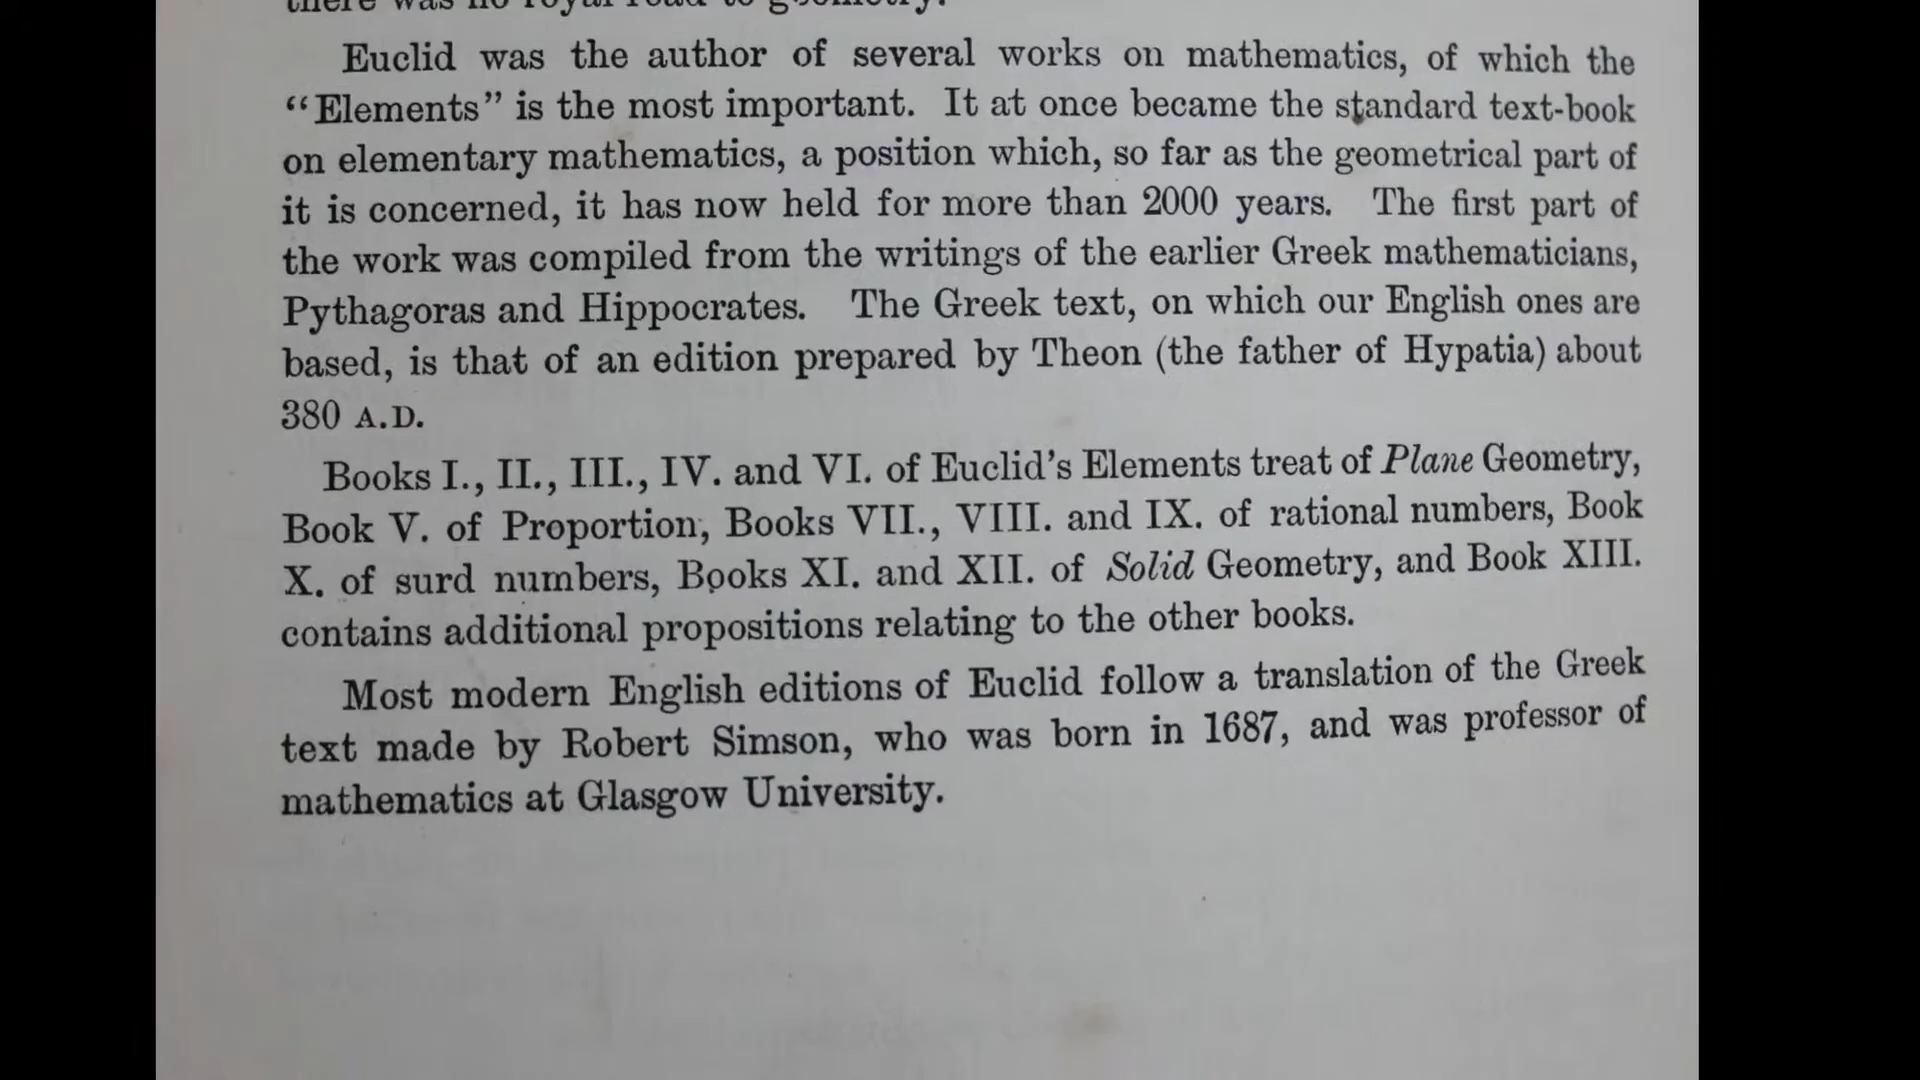 there was no royal road to geometry.
Euclid was the author of several works on mathematics, of which the
“Elements” is the most important. It at once became the standard text-book
on elementary mathematics, a position which, so far as the geometrical part of
it is concerned, it has now held for more than 2000 years. The first part of
the work was compiled from the writings of the earlier Greek mathematicians,
Pythagoras and Hippocrates. The Greek text, on which our English ones are
based, is that of an edition prepared by Theon (the father of Hypatia) about
380 A.D.
Books I., II., III., IV. and VI. of Euclid’s Elements treat of Plane Geometry,
Book V. of Proportion, Books VII., VIII. and IX. of rational numbers, Book
X. of surd numbers, Books XI. and XII. of Solid Geometry, and Book XIII.
contains additional propositions relating to the other books.
Most modern English editions of Euclid follow a translation of the Greek
text made by Robert Simson, who was born in 1687, and was professor of
mathematics at Glasgow University.